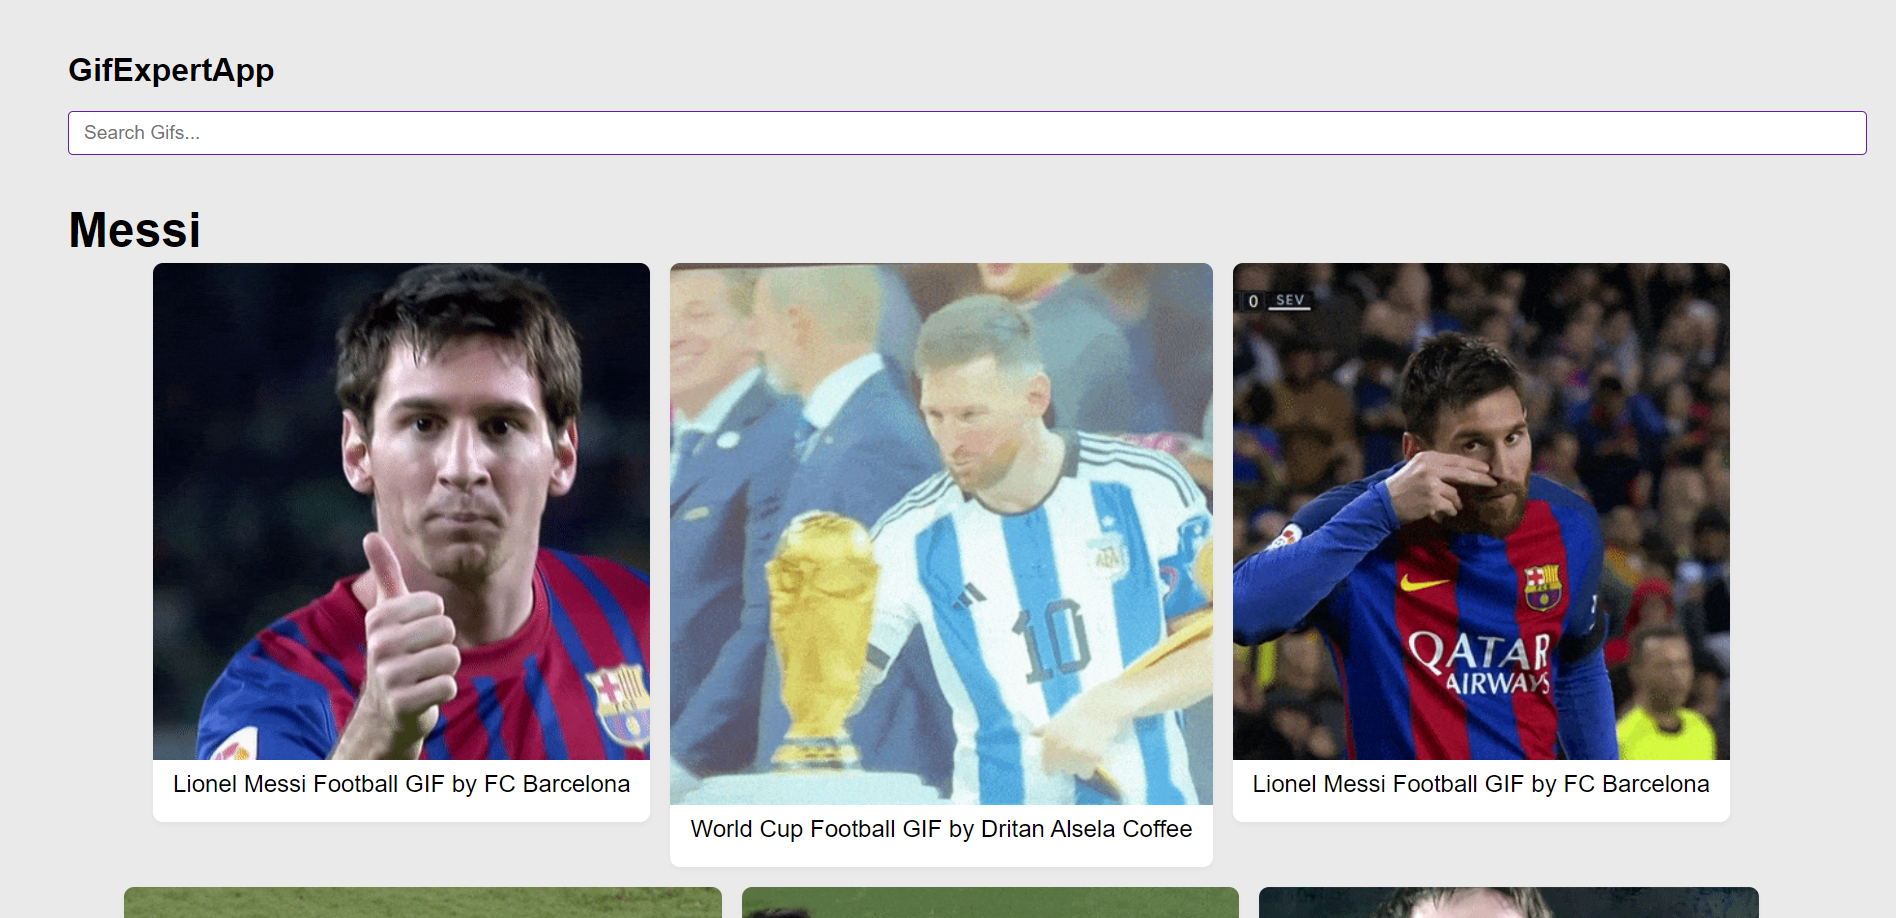 GifExpertApp
Search Gifs...
Messi
0 SEV
10
QATAR
AIRWAYS
Lionel Messi Football GIF by FC Barcelona
World Cup Football GIF by Dritan Alsela Coffee
Lionel Messi Football GIF by FC Barcelona